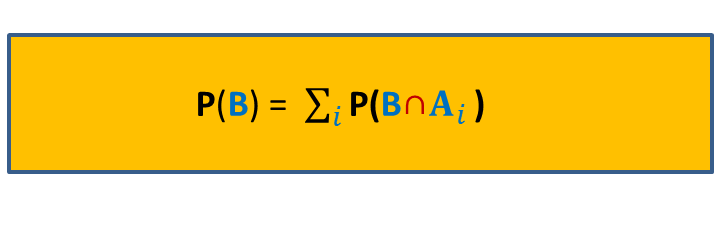 P(B) = ∑ᵢ P(B∩Aᵢ )